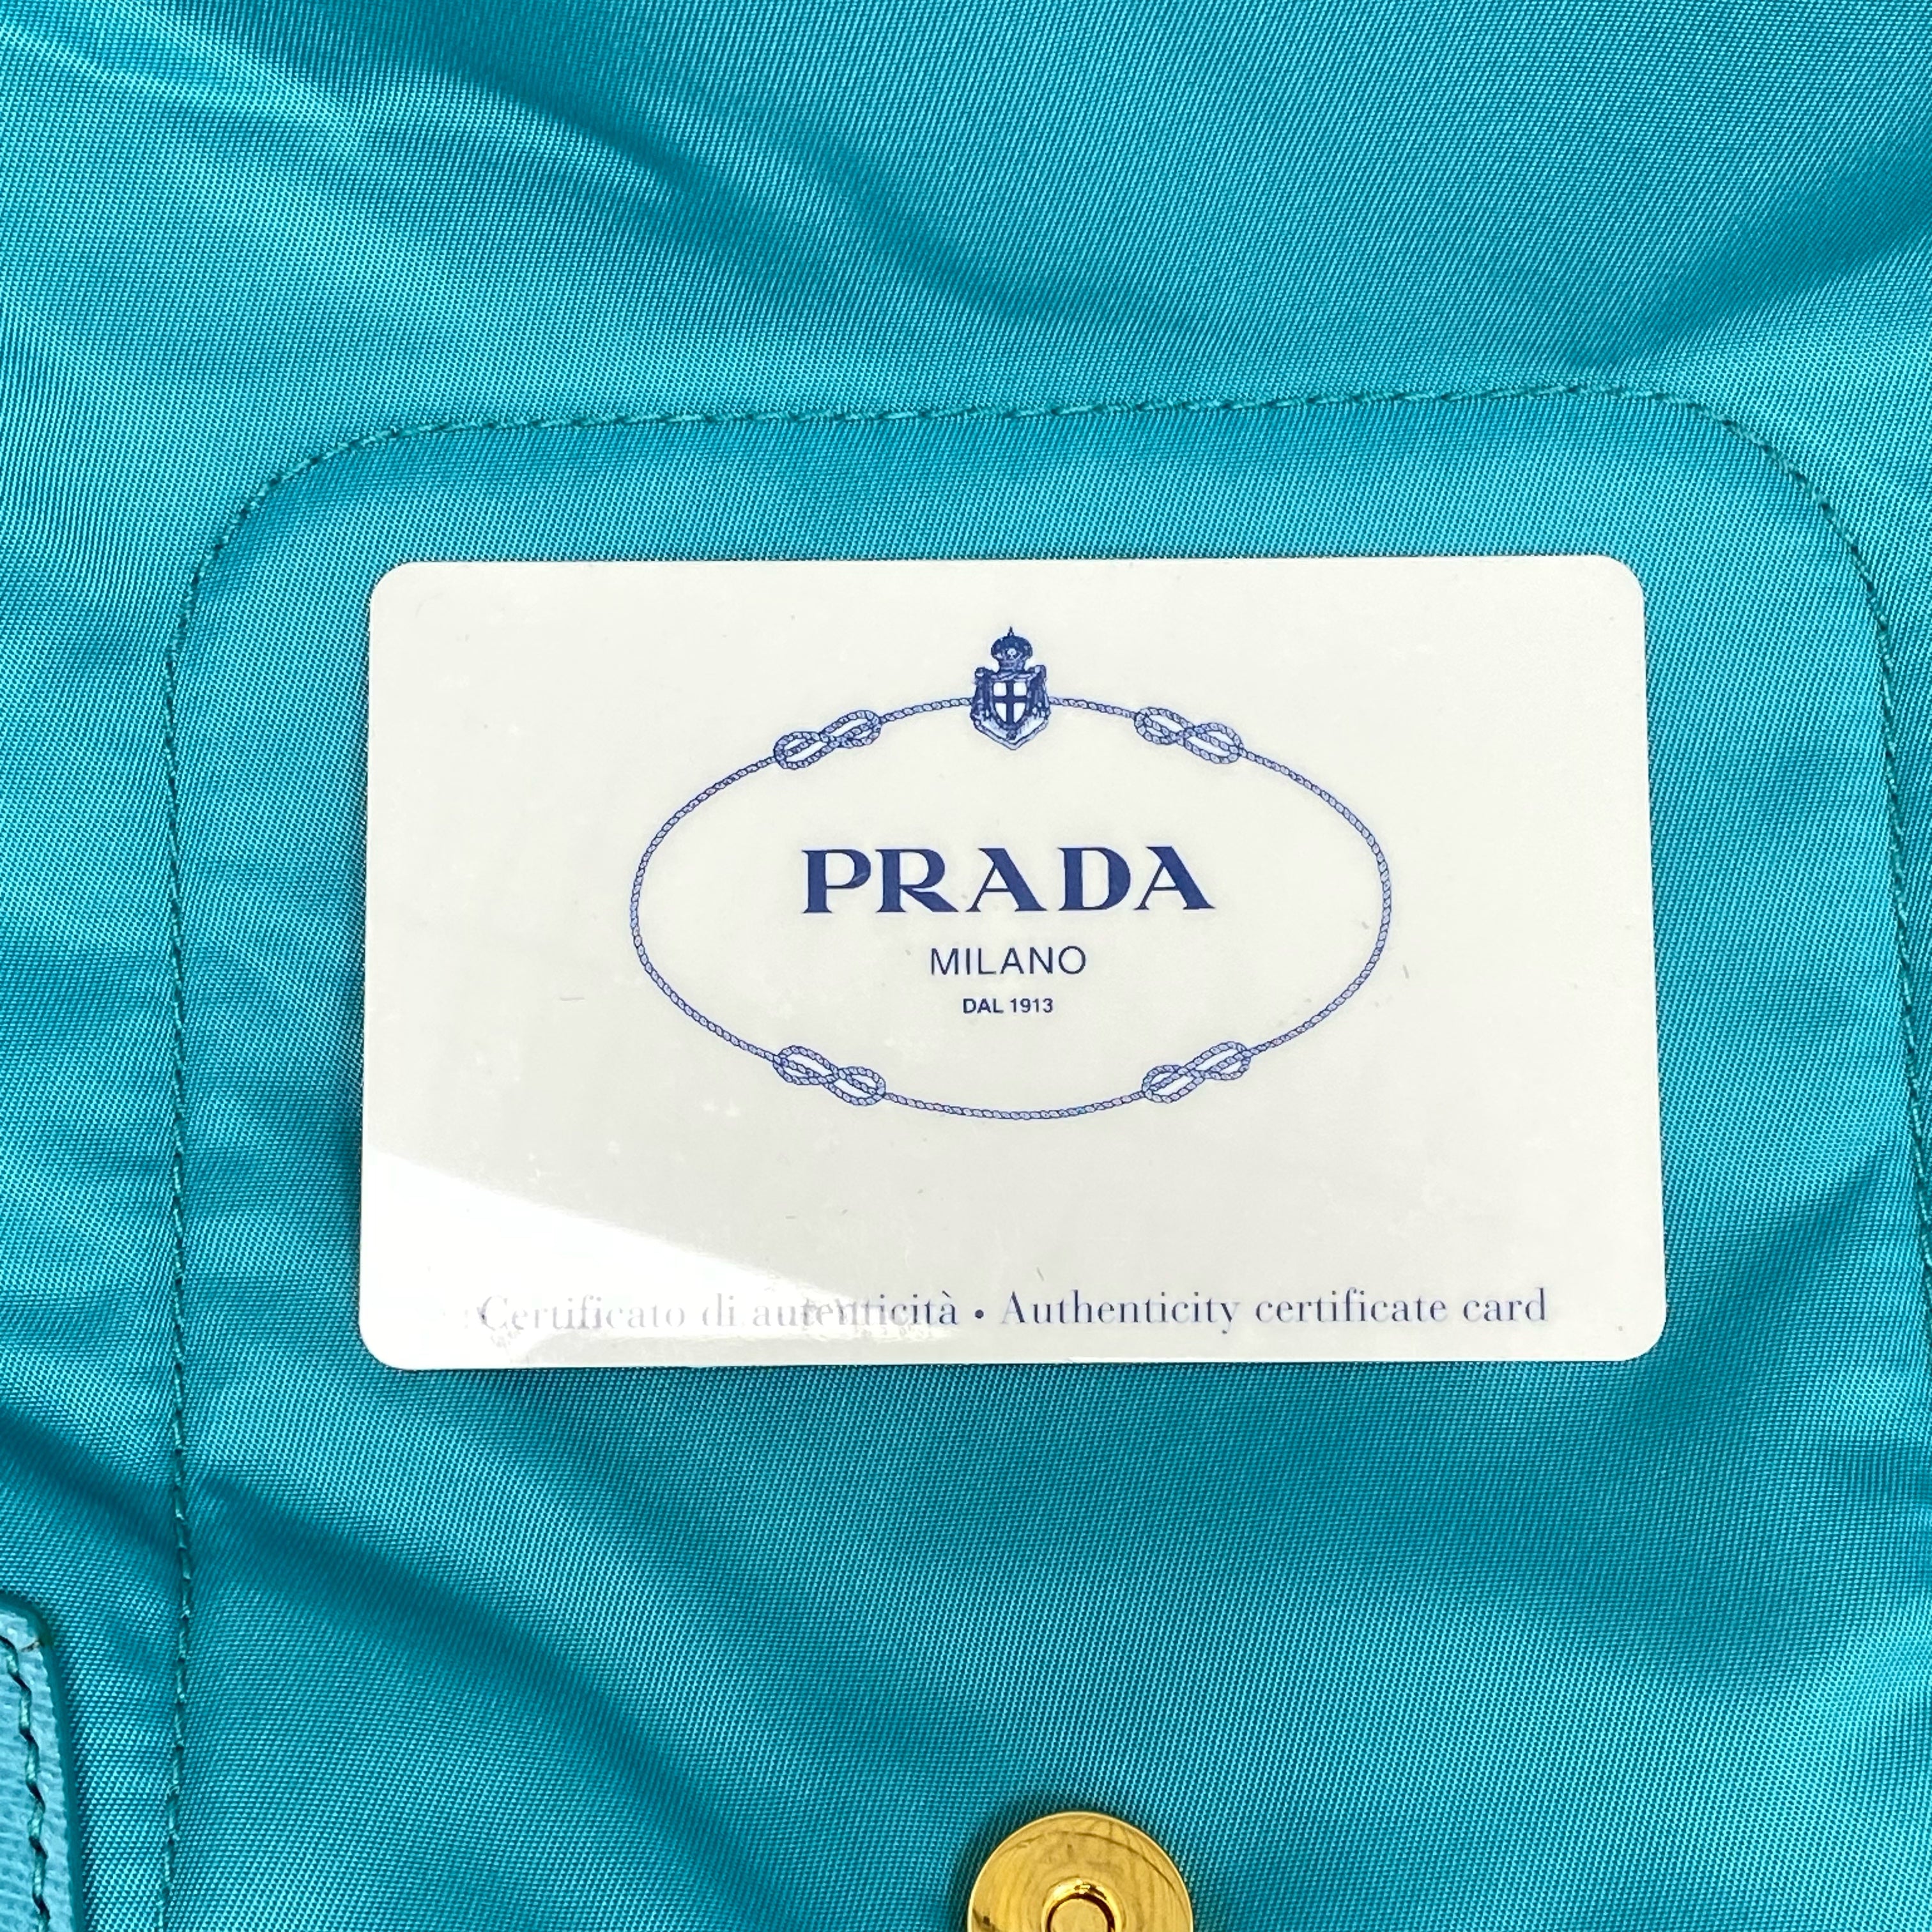 PRADA
MILANO
DAL 1913
Certificato di autenticità • Authenticity certificate card